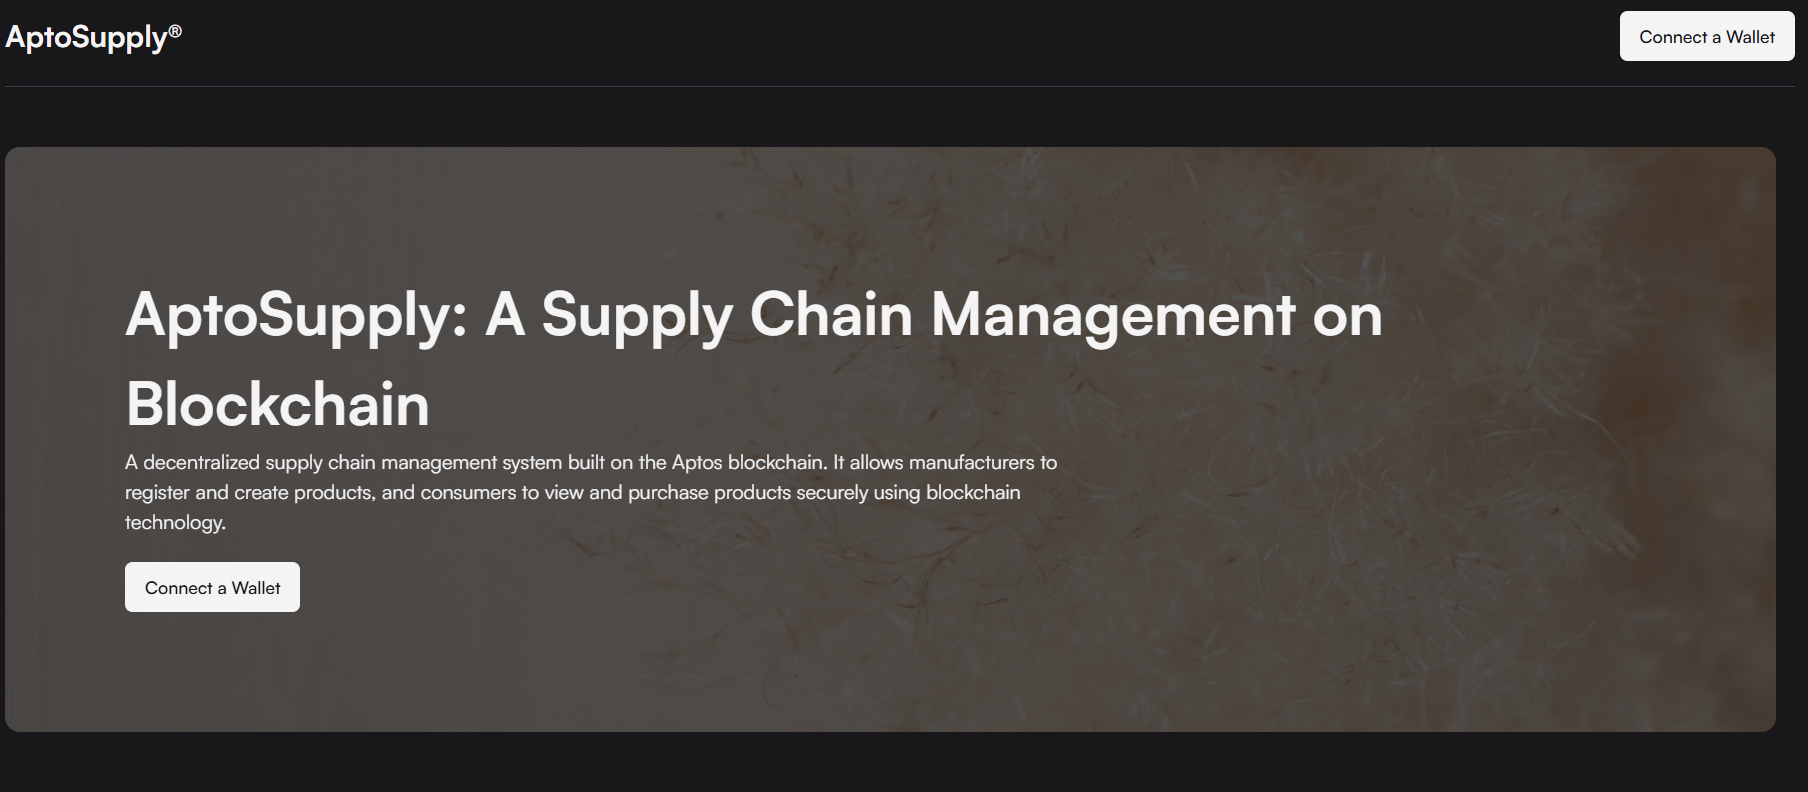 AptoSupply®
Connect a Wallet
AptoSupply: A Supply Chain Management on
Blockchain
A decentralized supply chain management system built on the Aptos blockchain. It allows manufacturers to
register and create products, and consumers to view and purchase products securely using blockchain
technology.
Connect a Wallet